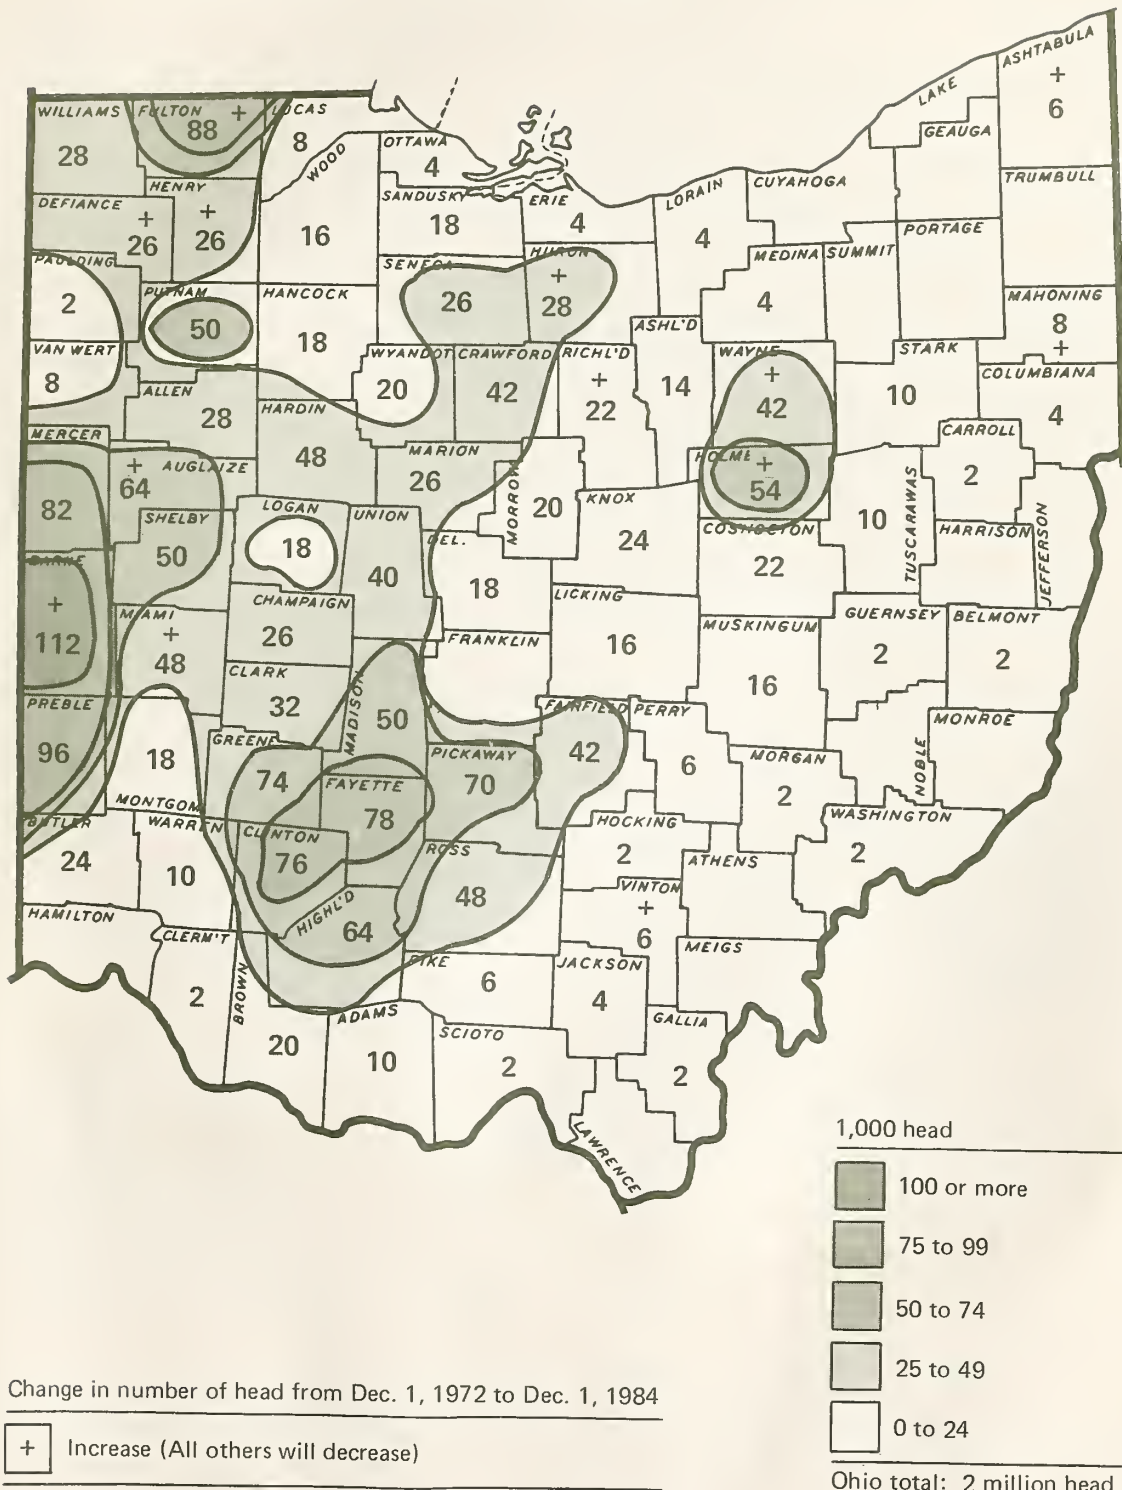 ASHTABULA
+
6
LAKE
GEAUGA
WILLIAMS
28
FULTON +
88
LUCAS
8
WOOD
16
OTTAWA
4
SANDUSKY
18
ERIE
4
LORAIN
4
CUYAHOGA
TRUMBULL
HENRY
+
26
DEFIANCE
+
26
PAULDING
2
PUTNAM
50
HANCOCK
18
SENECA
26
HURON
+
28
MEDINA
4
SUMMIT
PORTAGE
MAHONING
8
+
VAN WERT
8
ALLEN
28
HARDIN
48
WYANDOT
20
CRAWFORD
42
RICHL'D
+
22
ASHL'D
14
WAYNE
+
42
STARK
10
COLUMBIANA
4
MERCER
82
+ AUGLAIZE
64
SHELBY
50
LOGAN
18
UNION
40
MARION
26
MORROW
20
KNOX
24
HOLME
+
54
COSHOCTON
22
TUSCARAWAS
10
CARROLL
2
HARRISON
JEFFERSON
DARKE
+
112
MIAMI
+
48
CHAMPAIGN
26
CLARK
32
DEL.
18
FRANKLIN
LICKING
16
MUSKINGUM
16
GUERNSEY
2
BELMONT
2
PREBLE
96
MONTGOM
18
GREENE
74
MADISON
50
FAYETTE
78
PICKAWAY
70
FAIRFIELD
42
PERRY
6
MORGAN
2
NOBLE
MONROE
BUTLER
24
WARREN
10
CLINTON
76
HIGHL'D
64
ROSS
48
HOCKING
2
ATHENS
WASHINGTON
2
VINTON
+
6
MEIGS
HAMILTON
CLERM'T
2
BROWN
20
ADAMS
10
PIKE
6
JACKSON
4
SCIOTO
2
GALLIA
2
LAWRENCE
1,000 head
100 or more
75 to 99
50 to 74
25 to 49
0 to 24
Ohio total: 2 million head
Change in number of head from Dec. 1, 1972 to Dec. 1, 1984
+ Increase (All others will decrease)